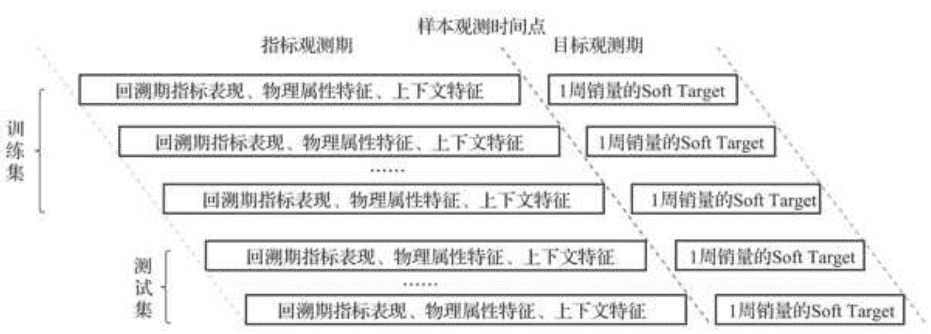 样本观测时间点
指标观测期 目标观测期
回溯期指标表现、物理属性特征、上下文特征 1周销量的Soft Target
回溯期指标表现、物理属性特征、上下文特征 1周销量的Soft Target
……
回溯期指标表现、物理属性特征、上下文特征 1周销量的Soft Target
训练集
回溯期指标表现、物理属性特征、上下文特征 1周销量的Soft Target
……
回溯期指标表现、物理属性特征、上下文特征 1周销量的Soft Target
测试集